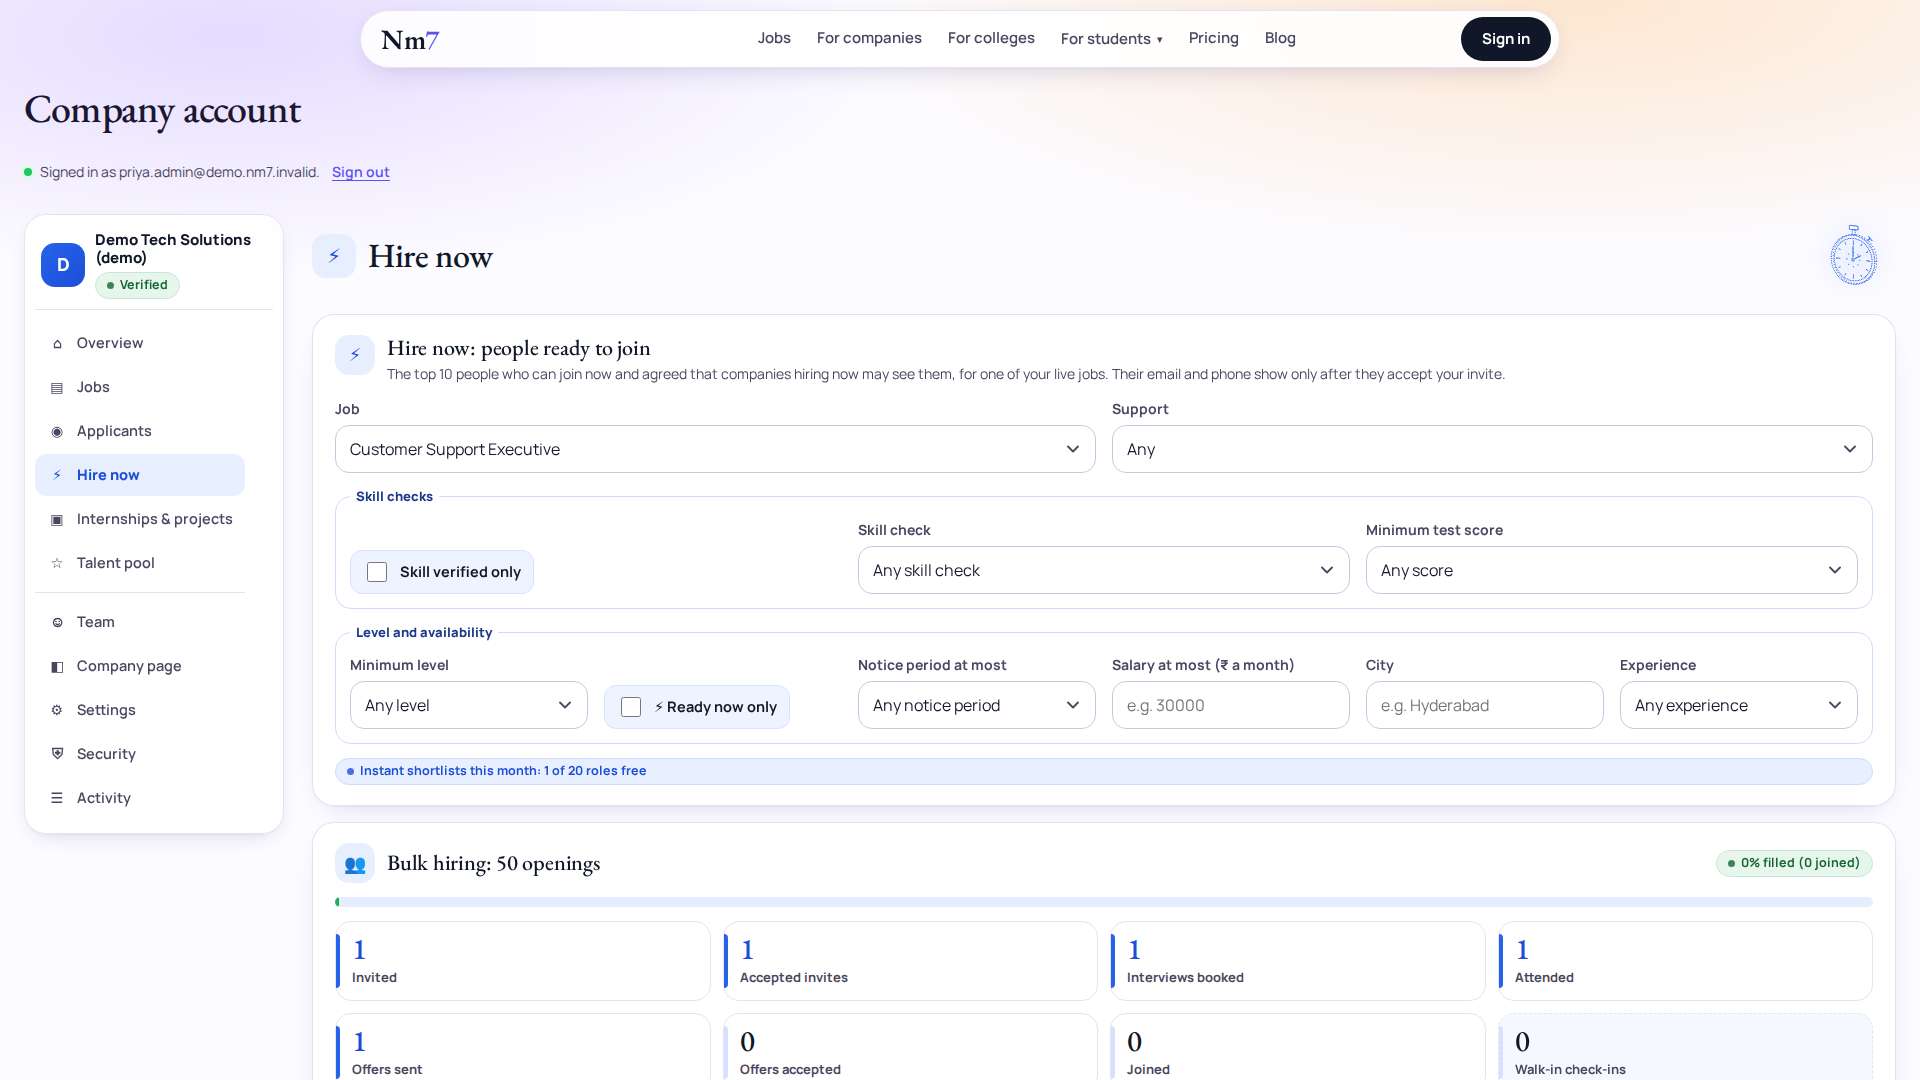 Nm7
Jobs
For companies
For colleges
For students ▾
Pricing
Blog
Sign in
Company account
Signed in as priya.admin@demo.nm7.invalid. Sign out
D
Demo Tech Solutions
(demo)
Verified
Overview
Jobs
Applicants
Hire now
Internships & projects
Talent pool
Team
Company page
Settings
Security
Activity
Hire now
Hire now: people ready to join
The top 10 people who can join now and agreed that companies hiring now may see them, for one of your live jobs. Their email and phone show only after they accept your invite.
Job
Support
Customer Support Executive
Any
Skill checks
Skill check
Minimum test score
Skill verified only
Any skill check
Any score
Level and availability
Minimum level
Notice period at most
Salary at most (₹ a month)
City
Experience
Any level
⚡ Ready now only
Any notice period
e.g. 30000
e.g. Hyderabad
Any experience
Instant shortlists this month: 1 of 20 roles free
Bulk hiring: 50 openings
0% filled (0 joined)
1
Invited
1
Accepted invites
1
Interviews booked
1
Attended
1
Offers sent
0
Offers accepted
0
Joined
0
Walk-in check-ins